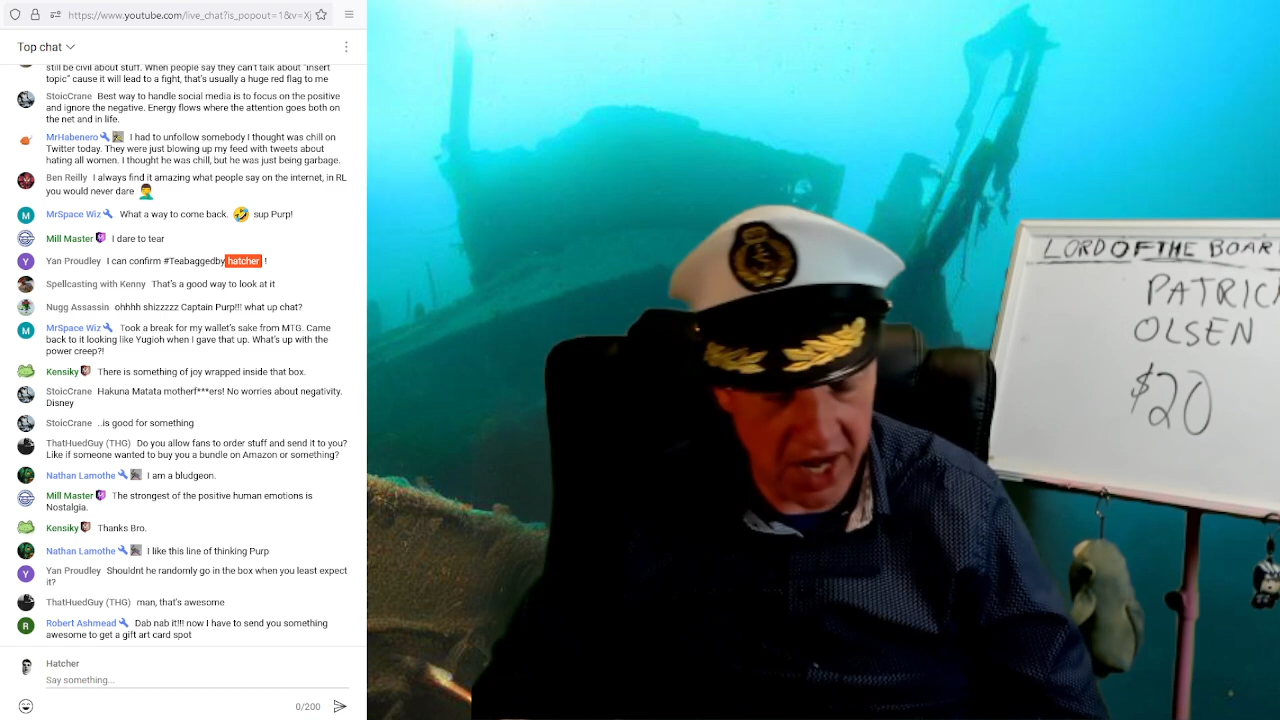 https://www.youtube.com/live_chat?is_popout=1&v=Xj
Top chat
still be civil about stuff. When people say they can't talk about "insert
topic" cause it will lead to a fight, that's usually a huge red flag to me
StoicCrane Best way to handle social media is to focus on the positive
and ignore the negative. Energy flows where the attention goes both on
the net and in life.
MrHabenero I had to unfollow somebody I thought was chill on
Twitter today. They were just blowing up my feed with tweets about
hating all women. I thought he was chill, but he was just being garbage.
Ben Reilly I always find it amazing what people say on the internet, in RL
you would never dare
M
MrSpace Wiz What a way to come back. sup Purp!
Mill Master I dare to tear
Y
Yan Proudley I can confirm #Teabaggedby hatcher !
Spellcasting with Kenny That's a good way to look at it
Nugg Assassin ohhhh shizzzzz Captain Purp!!! what up chat?
M
MrSpace Wiz Took a break for my wallet's sake from MTG. Came
back to it looking like Yugioh when I gave that up. What's up with the
power creep?!
Kensiky There is something of joy wrapped inside that box.
StoicCrane Hakuna Matata motherf***ers! No worries about negativity.
Disney
StoicCrane ..is good for something
ThatHuedGuy (THG) Do you allow fans to order stuff and send it to you?
Like if someone wanted to buy you a bundle on Amazon or something?
Nathan Lamothe I am a bludgeon.
Mill Master The strongest of the positive human emotions is
Nostalgia.
Kensiky Thanks Bro.
Nathan Lamothe I like this line of thinking Purp
Y
Yan Proudley Shouldnt he randomly go in the box when you least expect
it?
ThatHuedGuy (THG) man, that's awesome
R
Robert Ashmead Dab nab it!!! now I have to send you something
awesome to get a gift art card spot
Hatcher
Say something...
0/200
LORD OF THE BOAR
PATRIC
OLSEN
$20